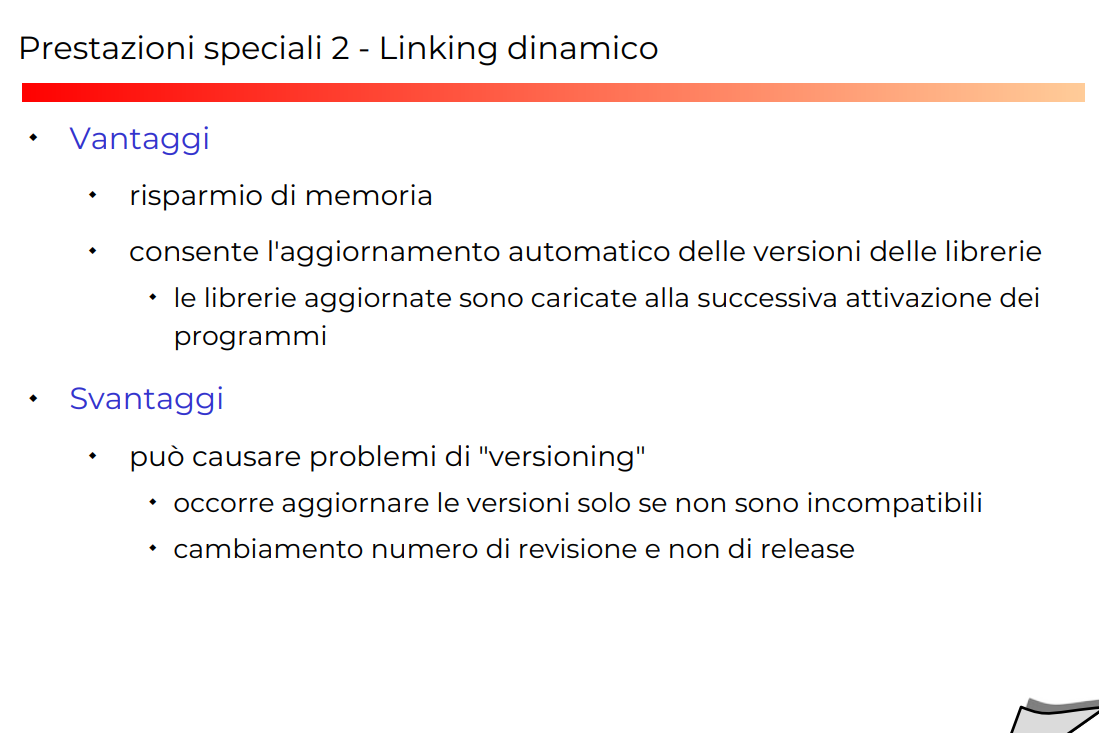 Prestazioni speciali 2 - Linking dinamico
Vantaggi
risparmio di memoria
consente l'aggiornamento automatico delle versioni delle librerie
le librerie aggiornate sono caricate alla successiva attivazione dei
programmi
Svantaggi
può causare problemi di "versioning"
occorre aggiornare le versioni solo se non sono incompatibili
cambiamento numero di revisione e non di release